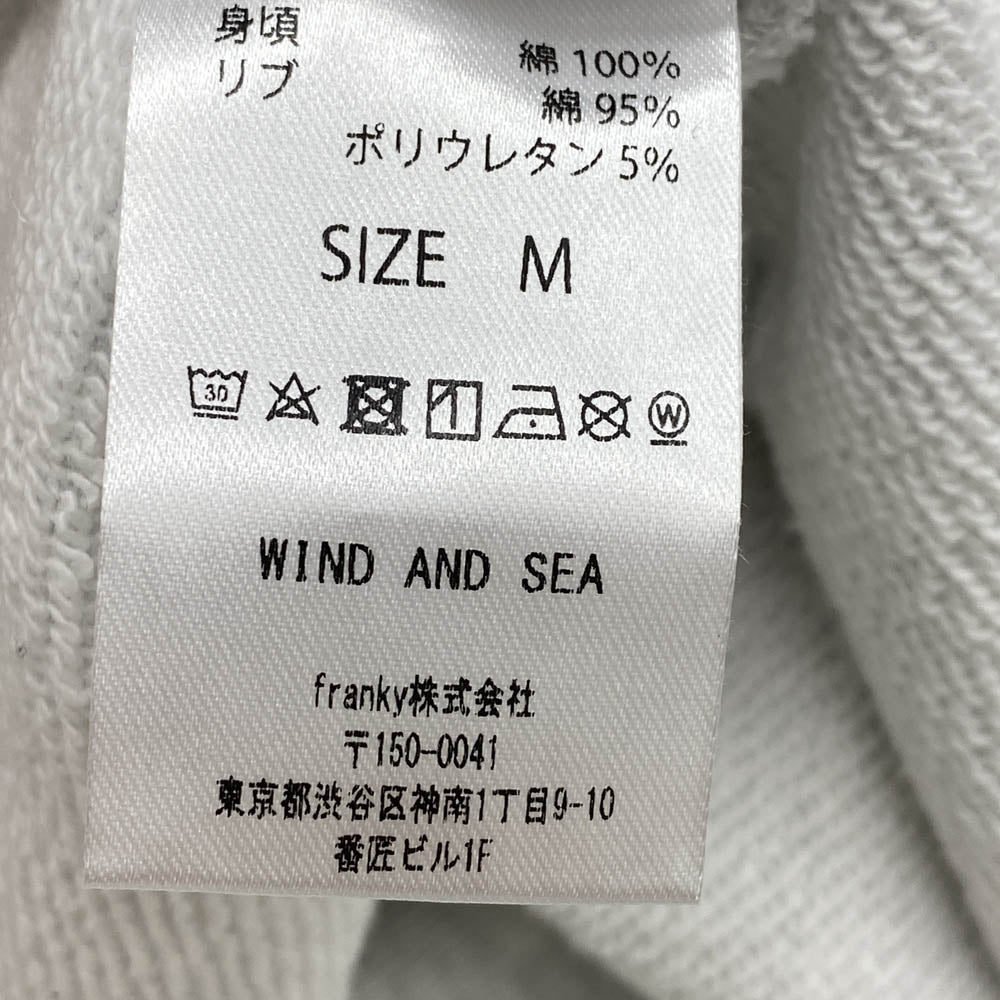 身頃 綿 100%
リブ 綿 95%
ポリウレタン 5%
SIZE M
30
W
WIND AND SEA
franky株式会社
〒150-0041
東京都渋谷区神南1丁目9-10
番匠ビル1F